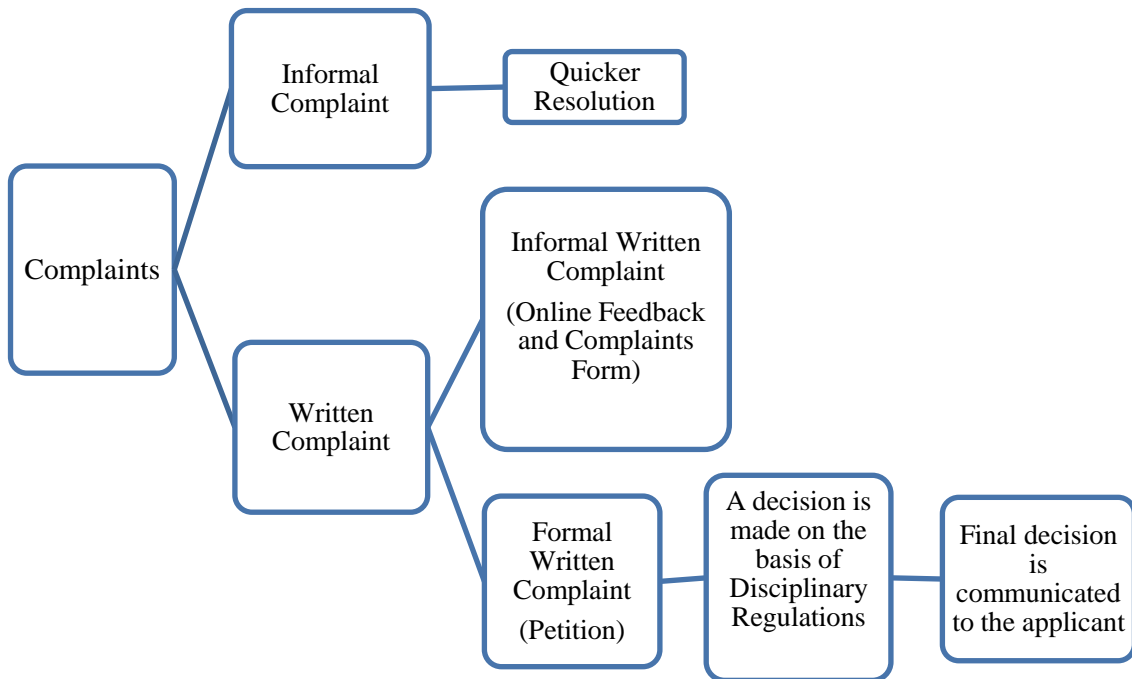 Informal
Complaint
Quicker
Resolution
Complaints
Informal Written
Complaint
(Online Feedback
and Complaints
Form)
Written
Complaint
Formal
Written
Complaint
(Petition)
A decision is
made on the
basis of
Disciplinary
Regulations
Final decision
is
communicated
to the applicant